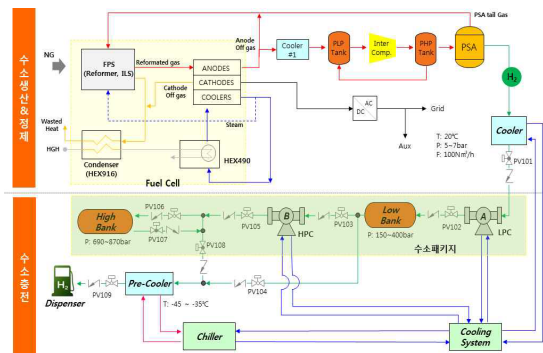 PSA tail Gas
Anode
Off gas
NG
FPS
(Reformer, ILS)
Reformated gas
ANODES
CATHODES
COOLERS
Cathode
Off gas
Cooler
#1
PLP
Tank
Inter
Comp.
PHP
Tank
PSA
H₂
수소생산&정제
Steam
AC
DC
Grid
Aux
T: 20℃
P: 5~7bar
F: 100N㎥/h
Cooler
Wasted
Heat
HGH
Condenser
(HEX916)
HEX490
Fuel Cell
PV101
수소충전
High
Bank
P: 690~870bar
PV106
PV107
PV105
PV108
B
HPC
PV103
Low
Bank
P: 150~400bar
PV102
A
LPC
수소패키지
H₂
Dispenser
PV109
Pre-Cooler
T: -45 ~ -35℃
PV104
Chiller
Cooling
System